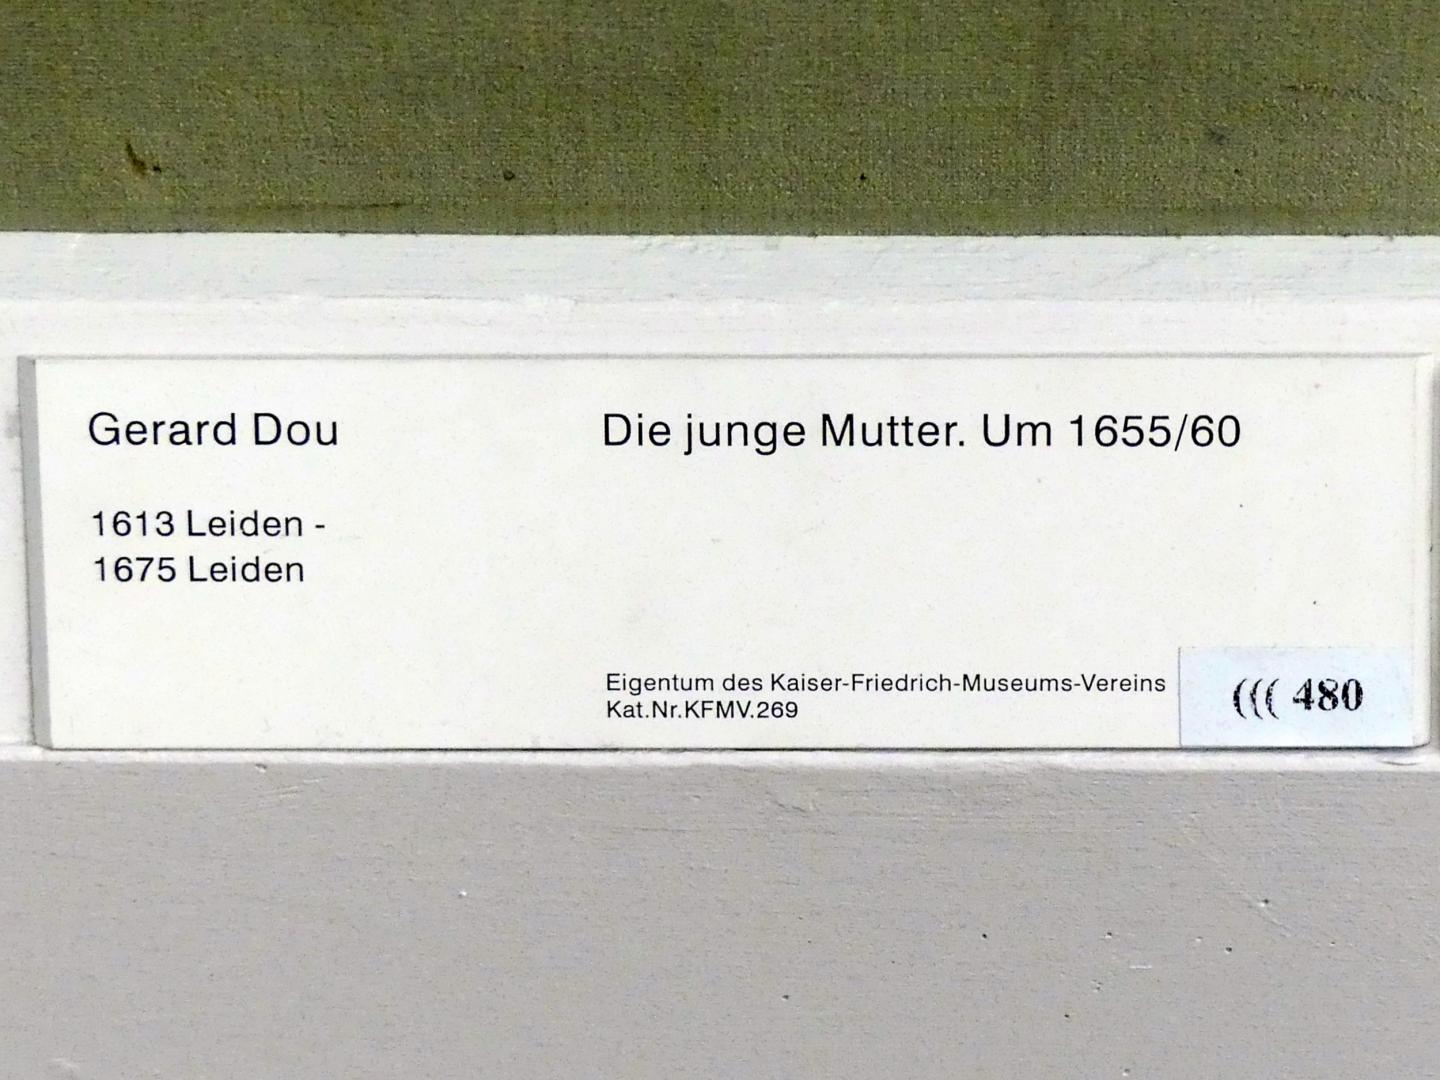 Gerard Dou
1613 Leiden -
1675 Leiden
Die junge Mutter. Um 1655/60
Eigentum des Kaiser-Friedrich-Museums-Vereins
Kat.Nr.KFMV.269
((( 480